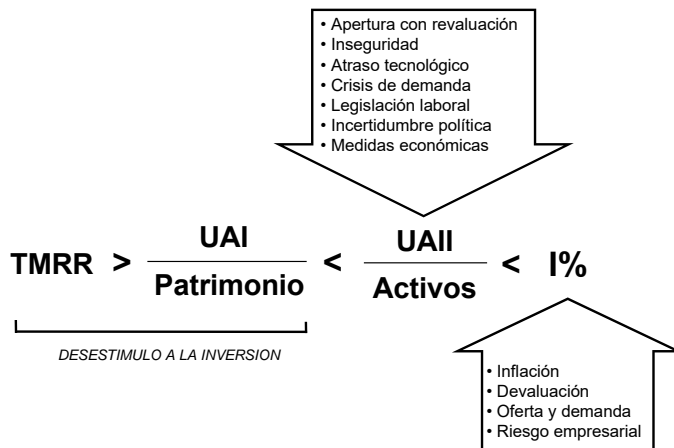 • Apertura con revaluación
• Inseguridad
• Atraso tecnológico
• Crisis de demanda
• Legislación laboral
• Incertidumbre política
• Medidas económicas
TMRR > UAI / Patrimonio < UAII / Activos < I%
DESESTIMULO A LA INVERSION
• Inflación
• Devaluación
• Oferta y demanda
• Riesgo empresarial